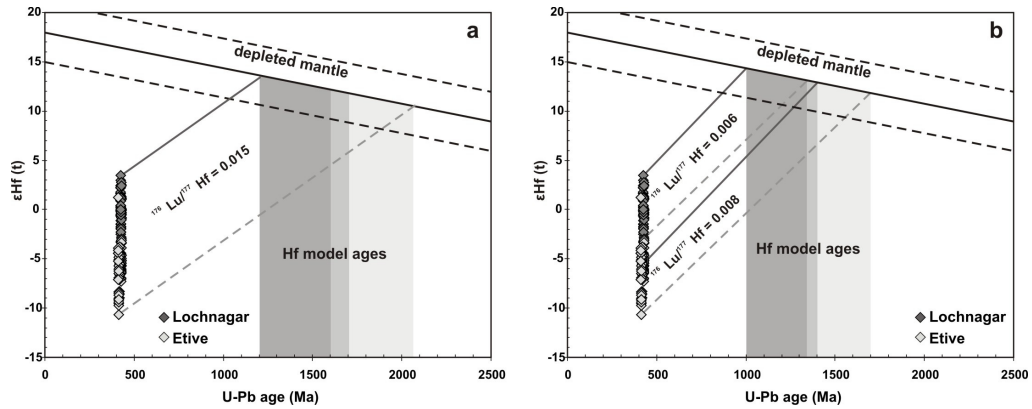 20
15
10
5
0
-5
-10
-15
εHf (t)
a
depleted mantle
¹⁷⁶ Lu/¹⁷⁷ Hf = 0.015
Hf model ages
Lochnagar
Etive
0 500 1000 1500 2000 2500
U-Pb age (Ma)
20
15
10
5
0
-5
-10
-15
εHf (t)
b
depleted mantle
¹⁷⁶ Lu/¹⁷⁷ Hf = 0.006
¹⁷⁶ Lu/¹⁷⁷ Hf = 0.008
Hf model ages
Lochnagar
Etive
0 500 1000 1500 2000 2500
U-Pb age (Ma)